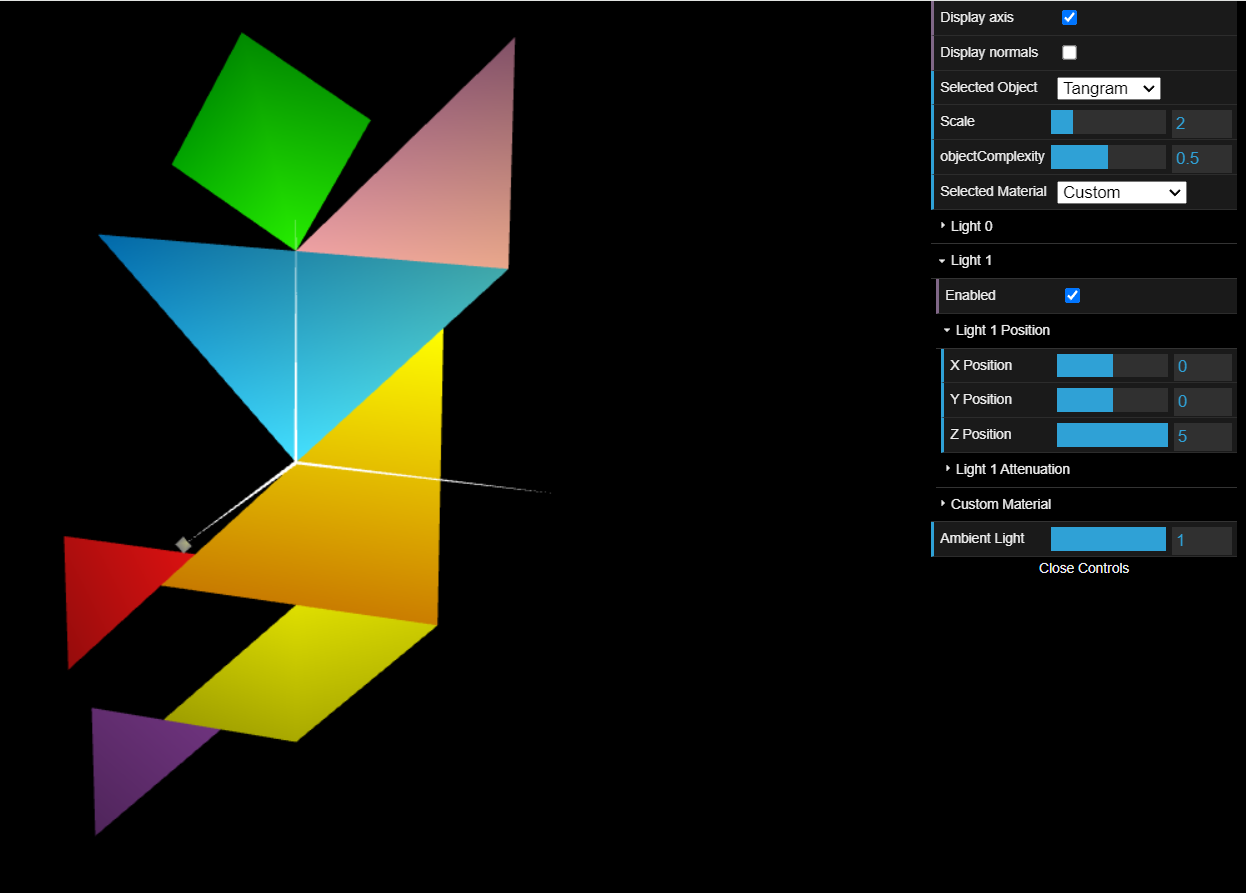 Display axis
Display normals
Selected Object Tangram
Scale 2
objectComplexity 0.5
Selected Material Custom
Light 0
Light 1
Enabled
Light 1 Position
X Position 0
Y Position 0
Z Position 5
Light 1 Attenuation
Custom Material
Ambient Light 1
Close Controls